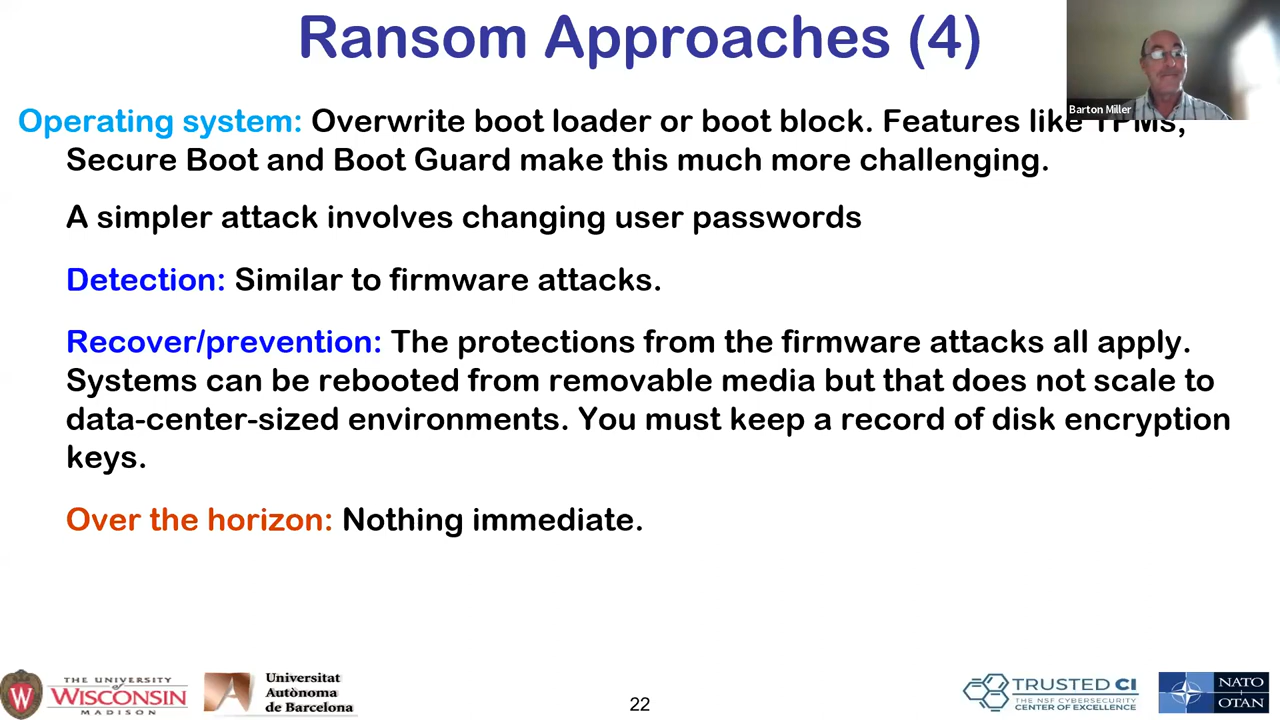 Ransom Approaches (4)
Barton Miller
Operating system: Overwrite boot loader or boot block. Features like TPMs,
Secure Boot and Boot Guard make this much more challenging.
A simpler attack involves changing user passwords
Detection: Similar to firmware attacks.
Recover/prevention: The protections from the firmware attacks all apply.
Systems can be rebooted from removable media but that does not scale to
data-center-sized environments. You must keep a record of disk encryption
keys.
Over the horizon: Nothing immediate.
THE UNIVERSITY
of
WISCONSIN
MADISON
Universitat
Autònoma
de Barcelona
22
TRUSTED CI
THE NSF CYBERSECURITY
CENTER OF EXCELLENCE
NATO
OTAN